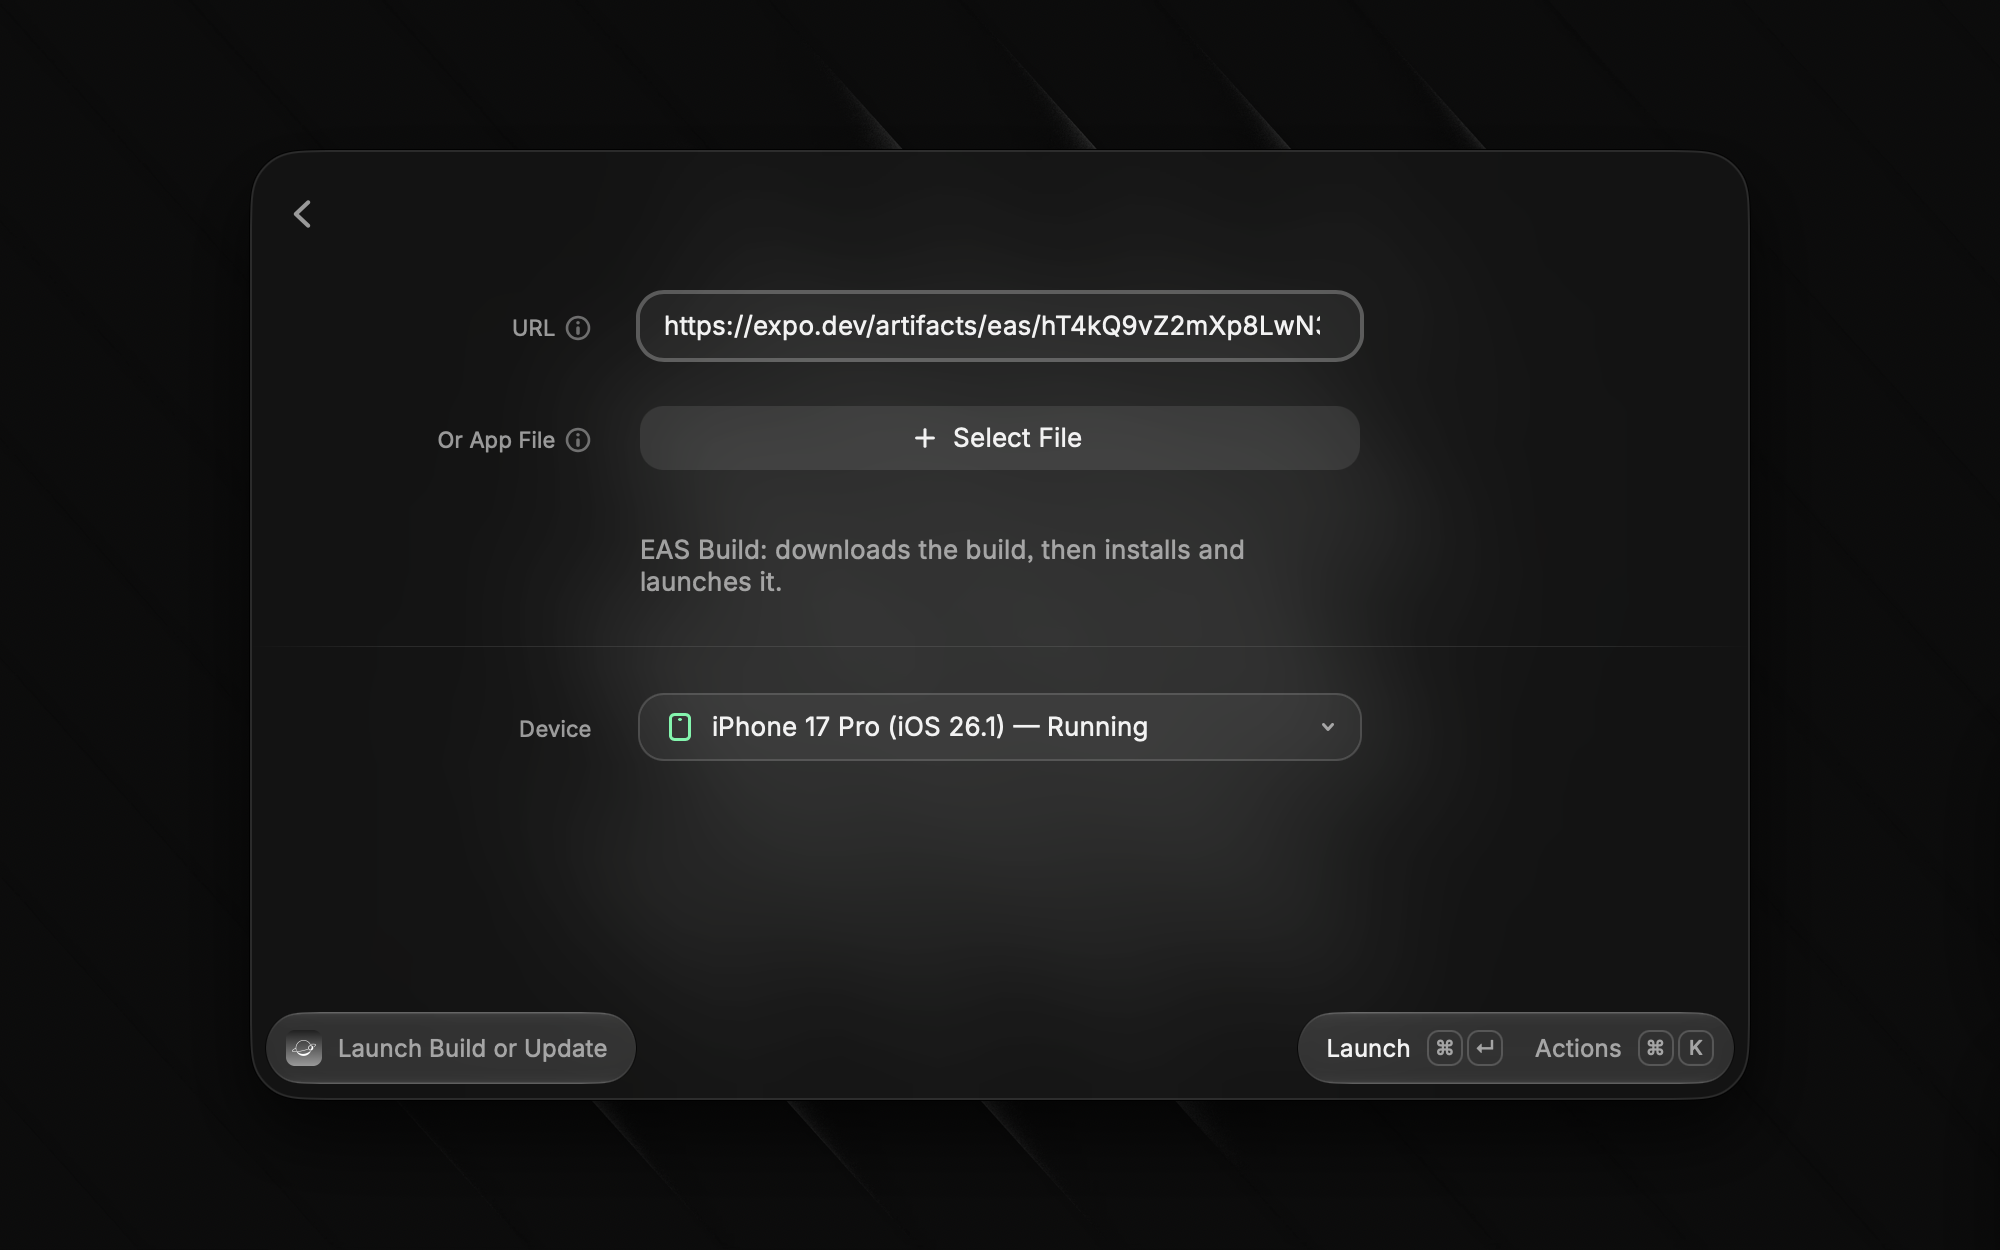 URL
https://expo.dev/artifacts/eas/hT4kQ9vZ2mXp8LwN
Or App File
+ Select File
EAS Build: downloads the build, then installs and
launches it.
Device
iPhone 17 Pro (iOS 26.1) — Running
Launch Build or Update
Launch ⌘ ↵ Actions ⌘ K